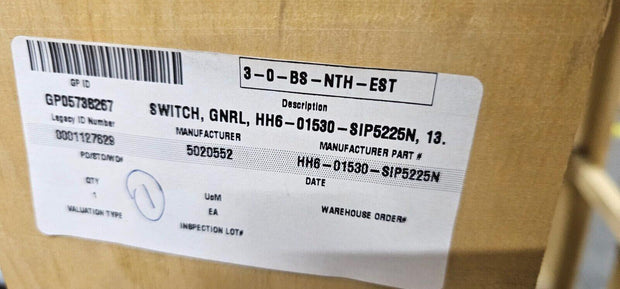 3-0-BS-NTH-EST
GP ID
GP05738267
Description
SWITCH, GNRL, HH6-01530-SIP5225N, 13.
Legacy ID Number
0001127829
MANUFACTURER
5020552
MANUFACTURER PART #
HH6-01530-SIP5225N
PO/STO/WO#
DATE
QTY
1
UoM
EA
WAREHOUSE ORDER#
VALUATION TYPE
INSPECTION LOT#